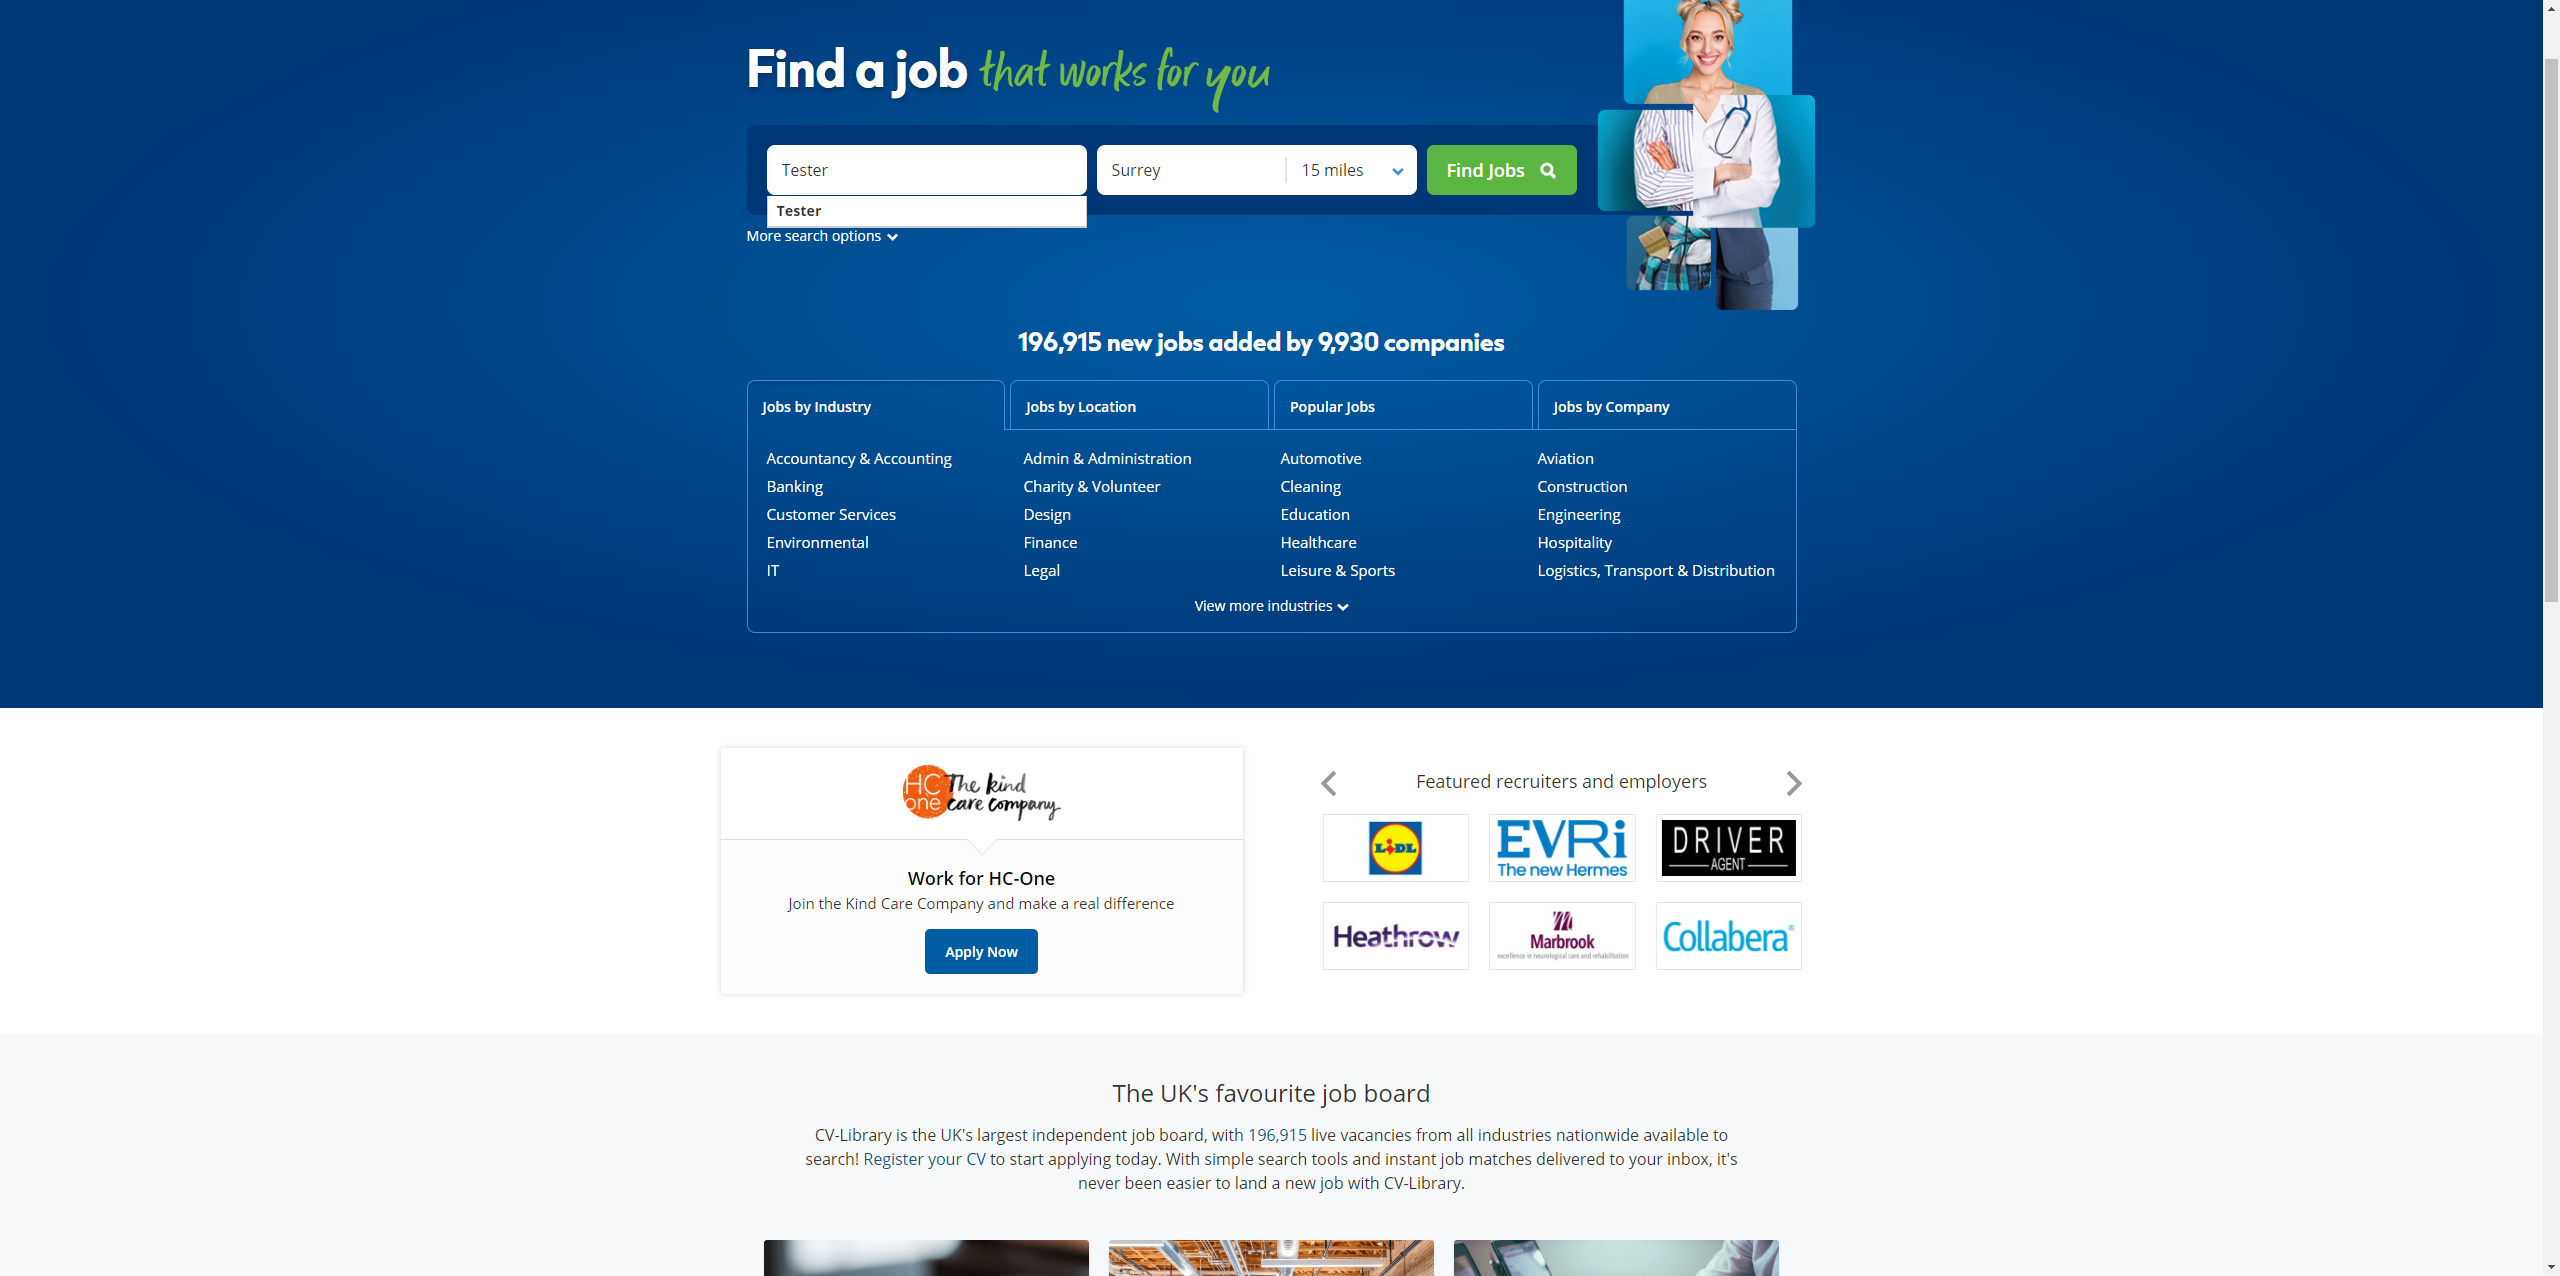 Find a job that works for you
Tester
Surrey
15 miles
Find Jobs
Tester
More search options
196,915 new jobs added by 9,930 companies
Jobs by Industry
Jobs by Location
Popular Jobs
Jobs by Company
Accountancy & Accounting
Admin & Administration
Automotive
Aviation
Banking
Charity & Volunteer
Cleaning
Construction
Customer Services
Design
Education
Engineering
Environmental
Finance
Healthcare
Hospitality
IT
Legal
Leisure & Sports
Logistics, Transport & Distribution
View more industries
HC
one
The kind
care company
Work for HC-One
Join the Kind Care Company and make a real difference
Apply Now
Featured recruiters and employers
LIDL
EVRi
The new Hermes
DRIVER
AGENT
Heathrow
Marbrook
excellence in neurological care and rehabilitation
Collabera
The UK's favourite job board
CV-Library is the UK's largest independent job board, with 196,915 live vacancies from all industries nationwide available to
search! Register your CV to start applying today. With simple search tools and instant job matches delivered to your inbox, it's
never been easier to land a new job with CV-Library.